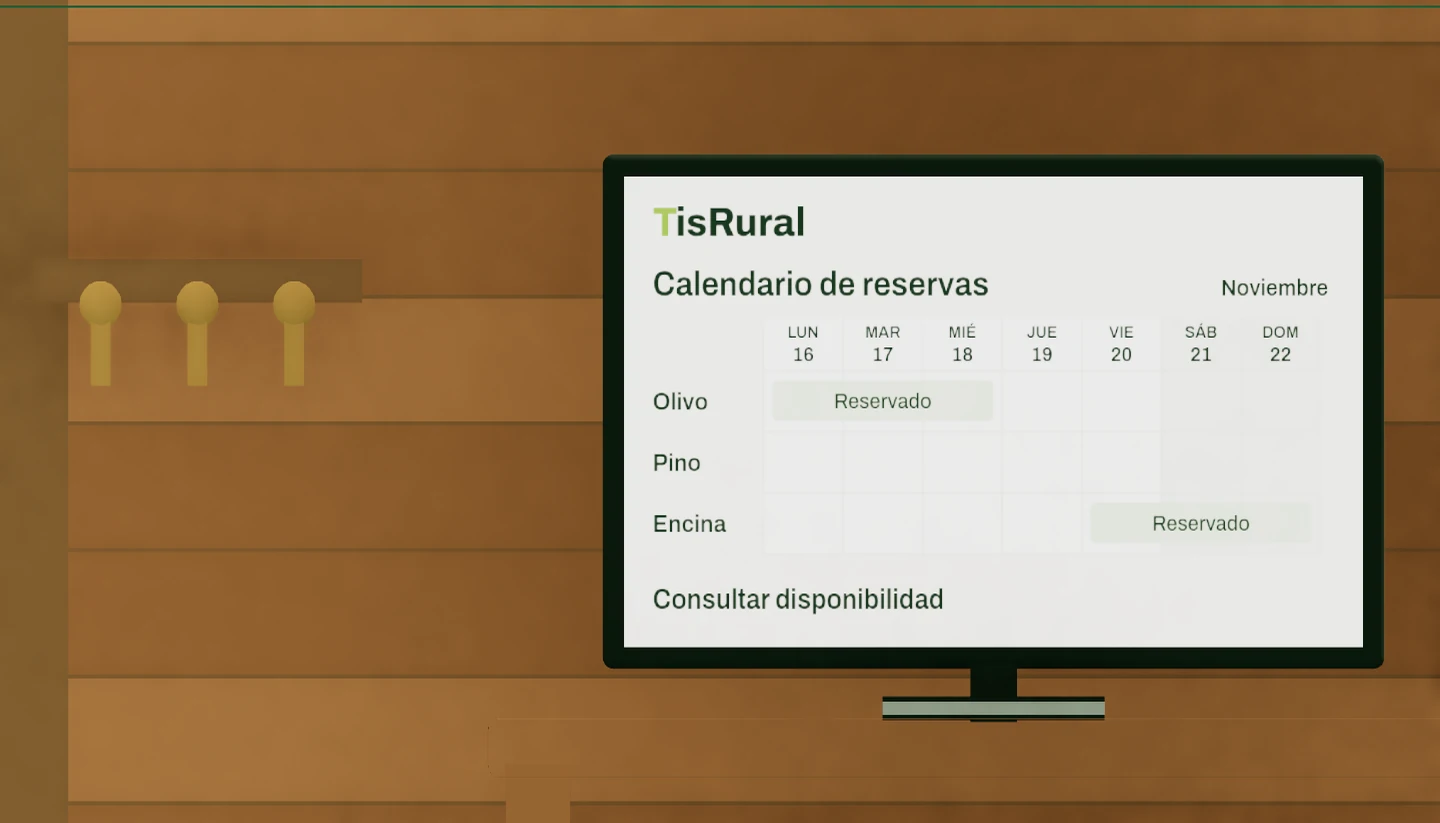 TisRural
Calendario de reservas
Noviembre
LUN MAR MIÉ JUE VIE SÁB DOM
16 17 18 19 20 21 22
Olivo Reservado
Pino
Encina Reservado
Consultar disponibilidad